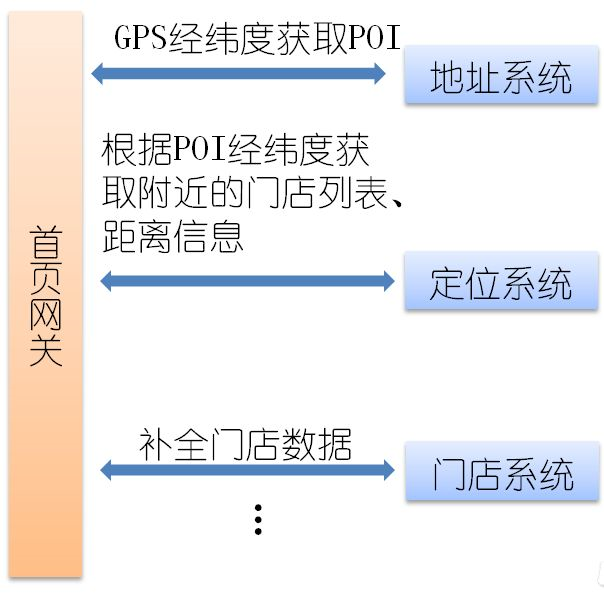 GPS经纬度获取POI
地址系统
根据POI经纬度获
取附近的门店列表、
距离信息
首页网关
定位系统
补全门店数据
门店系统